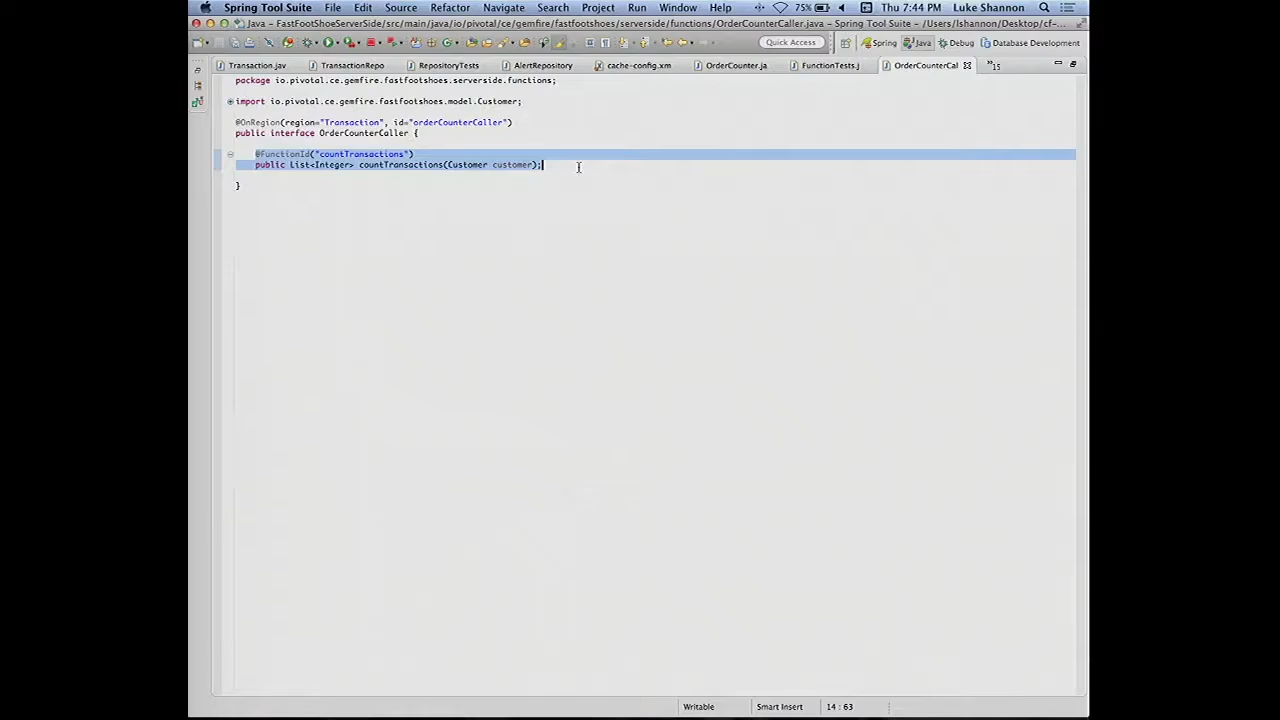 Spring Tool Suite File Edit Source Refactor Navigate Search Project Run Window Help 75% Thu 7:44 PM Luke Shannon
Java - FastFootShoeServerSide/src/main/java/io/pivotal/ce/gemfire/fastfootshoes/serverside/functions/OrderCounterCaller.java - Spring Tool Suite - /Users/lshannon/Desktop/cf-...
Quick Access Spring Java Debug Database Development
Transaction.jav TransactionRepo RepositoryTests AlertRepository cache-config.xm OrderCounter.ja FunctionTests.j OrderCounterCal »15
package io.pivotal.ce.gemfire.fastfootshoes.serverside.functions;
import io.pivotal.ce.gemfire.fastfootshoes.model.Customer;
@OnRegion(region="Transaction", id="orderCounterCaller")
public interface OrderCounterCaller {
@FunctionId("countTransactions")
public List<Integer> countTransactions(Customer customer);
}
Writable Smart Insert 14 : 63